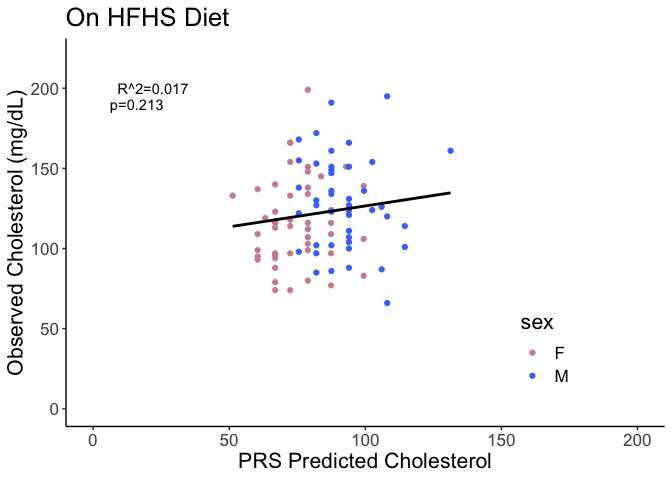 On HFHS Diet
R^2=0.017
p=0.213
Observed Cholesterol (mg/dL)
200
150
100
50
0
sex
F
M
0 50 100 150 200
PRS Predicted Cholesterol